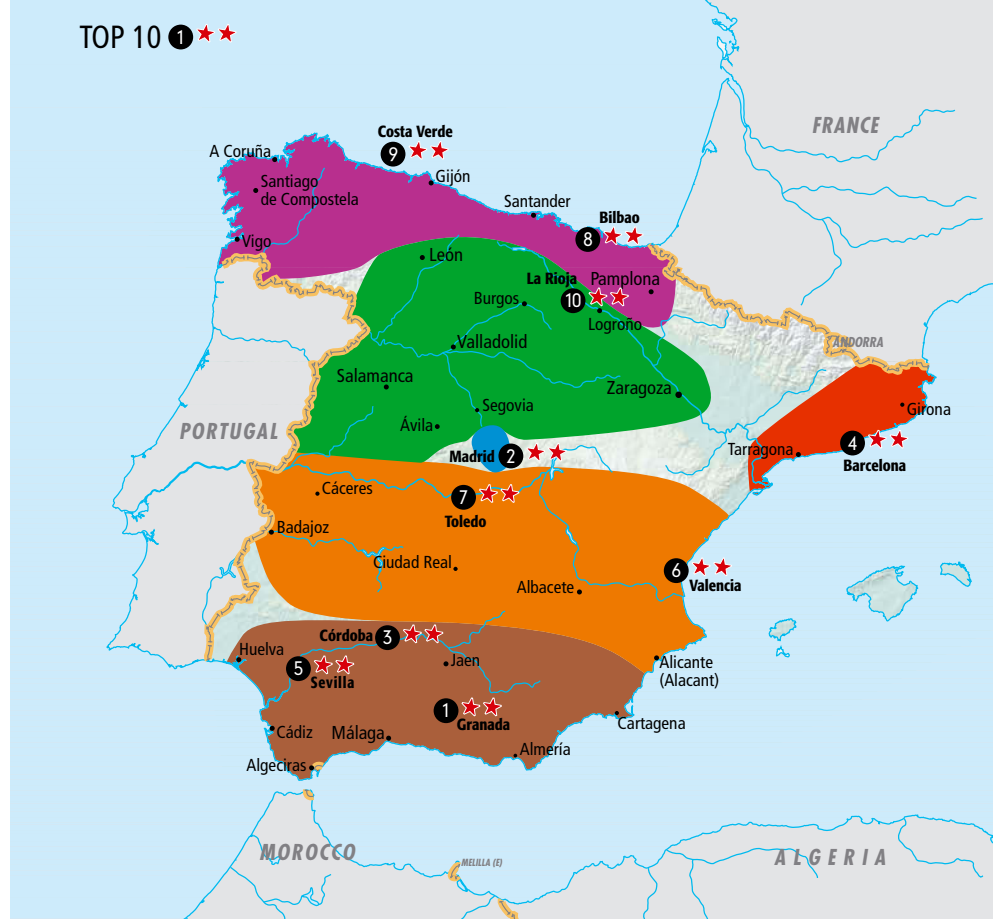 TOP 10 1
FRANCE
Costa Verde
9
A Coruña
Gijón
Santiago
de Compostela
Santander
Bilbao
8
Vigo
León
La Rioja
Pamplona
10
Burgos
Logroño
Valladolid
ANDORRA
Salamanca
Zaragoza
Segovia
Girona
Ávila
PORTUGAL
4
Tarragona
Barcelona
Madrid 2
Cáceres
7
Toledo
Badajoz
Ciudad Real
6
Albacete
Valencia
Córdoba 3
Huelva
Jaen
Alicante
(Alacant)
5
Sevilla
1
Granada
Cartagena
Cádiz
Málaga
Almería
Algeciras
MOROCCO
MELILLA (E)
ALGERIA